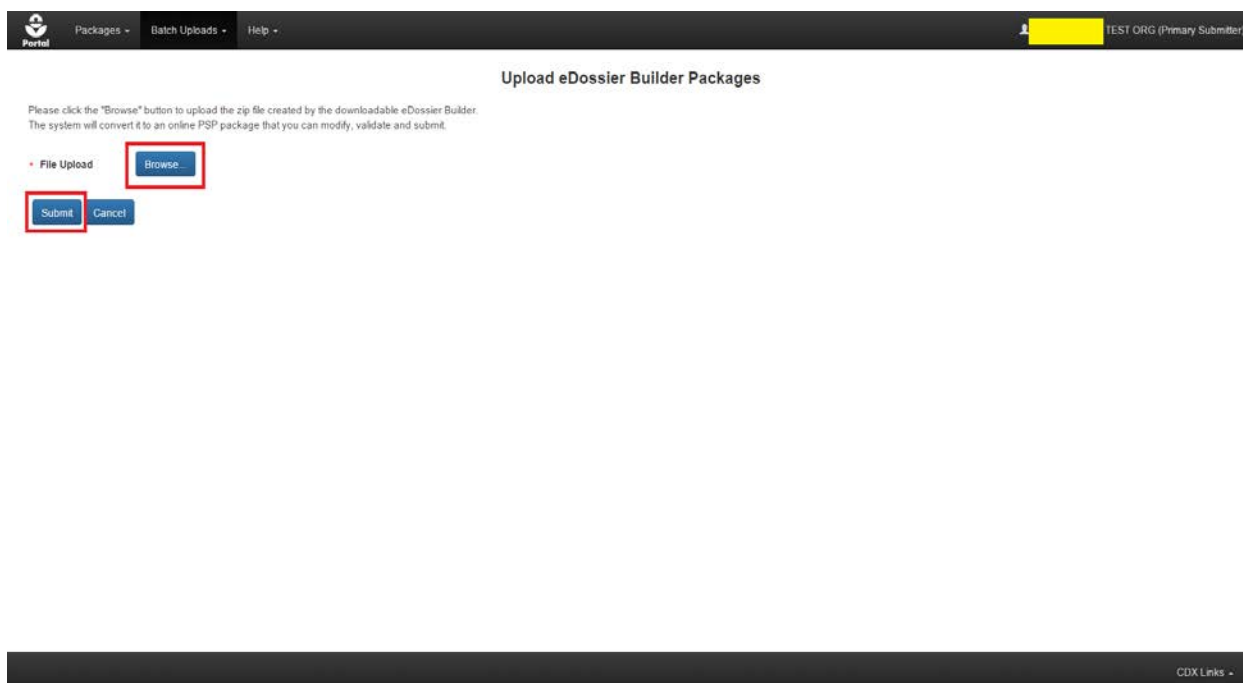 Portal
Packages
Batch Uploads
Help
TEST ORG (Primary Submitter)
Upload eDossier Builder Packages
Please click the "Browse" button to upload the zip file created by the downloadable eDossier Builder.
The system will convert it to an online PSP package that you can modify, validate and submit.
* File Upload
Browse...
Submit
Cancel
CDX Links